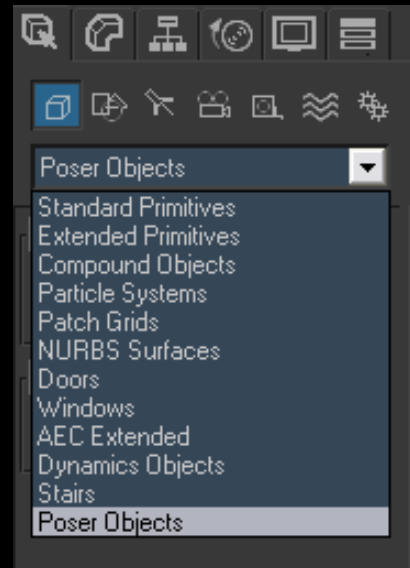 Poser Objects
Standard Primitives
Extended Primitives
Compound Objects
Particle Systems
Patch Grids
NURBS Surfaces
Doors
Windows
AEC Extended
Dynamics Objects
Stairs
Poser Objects